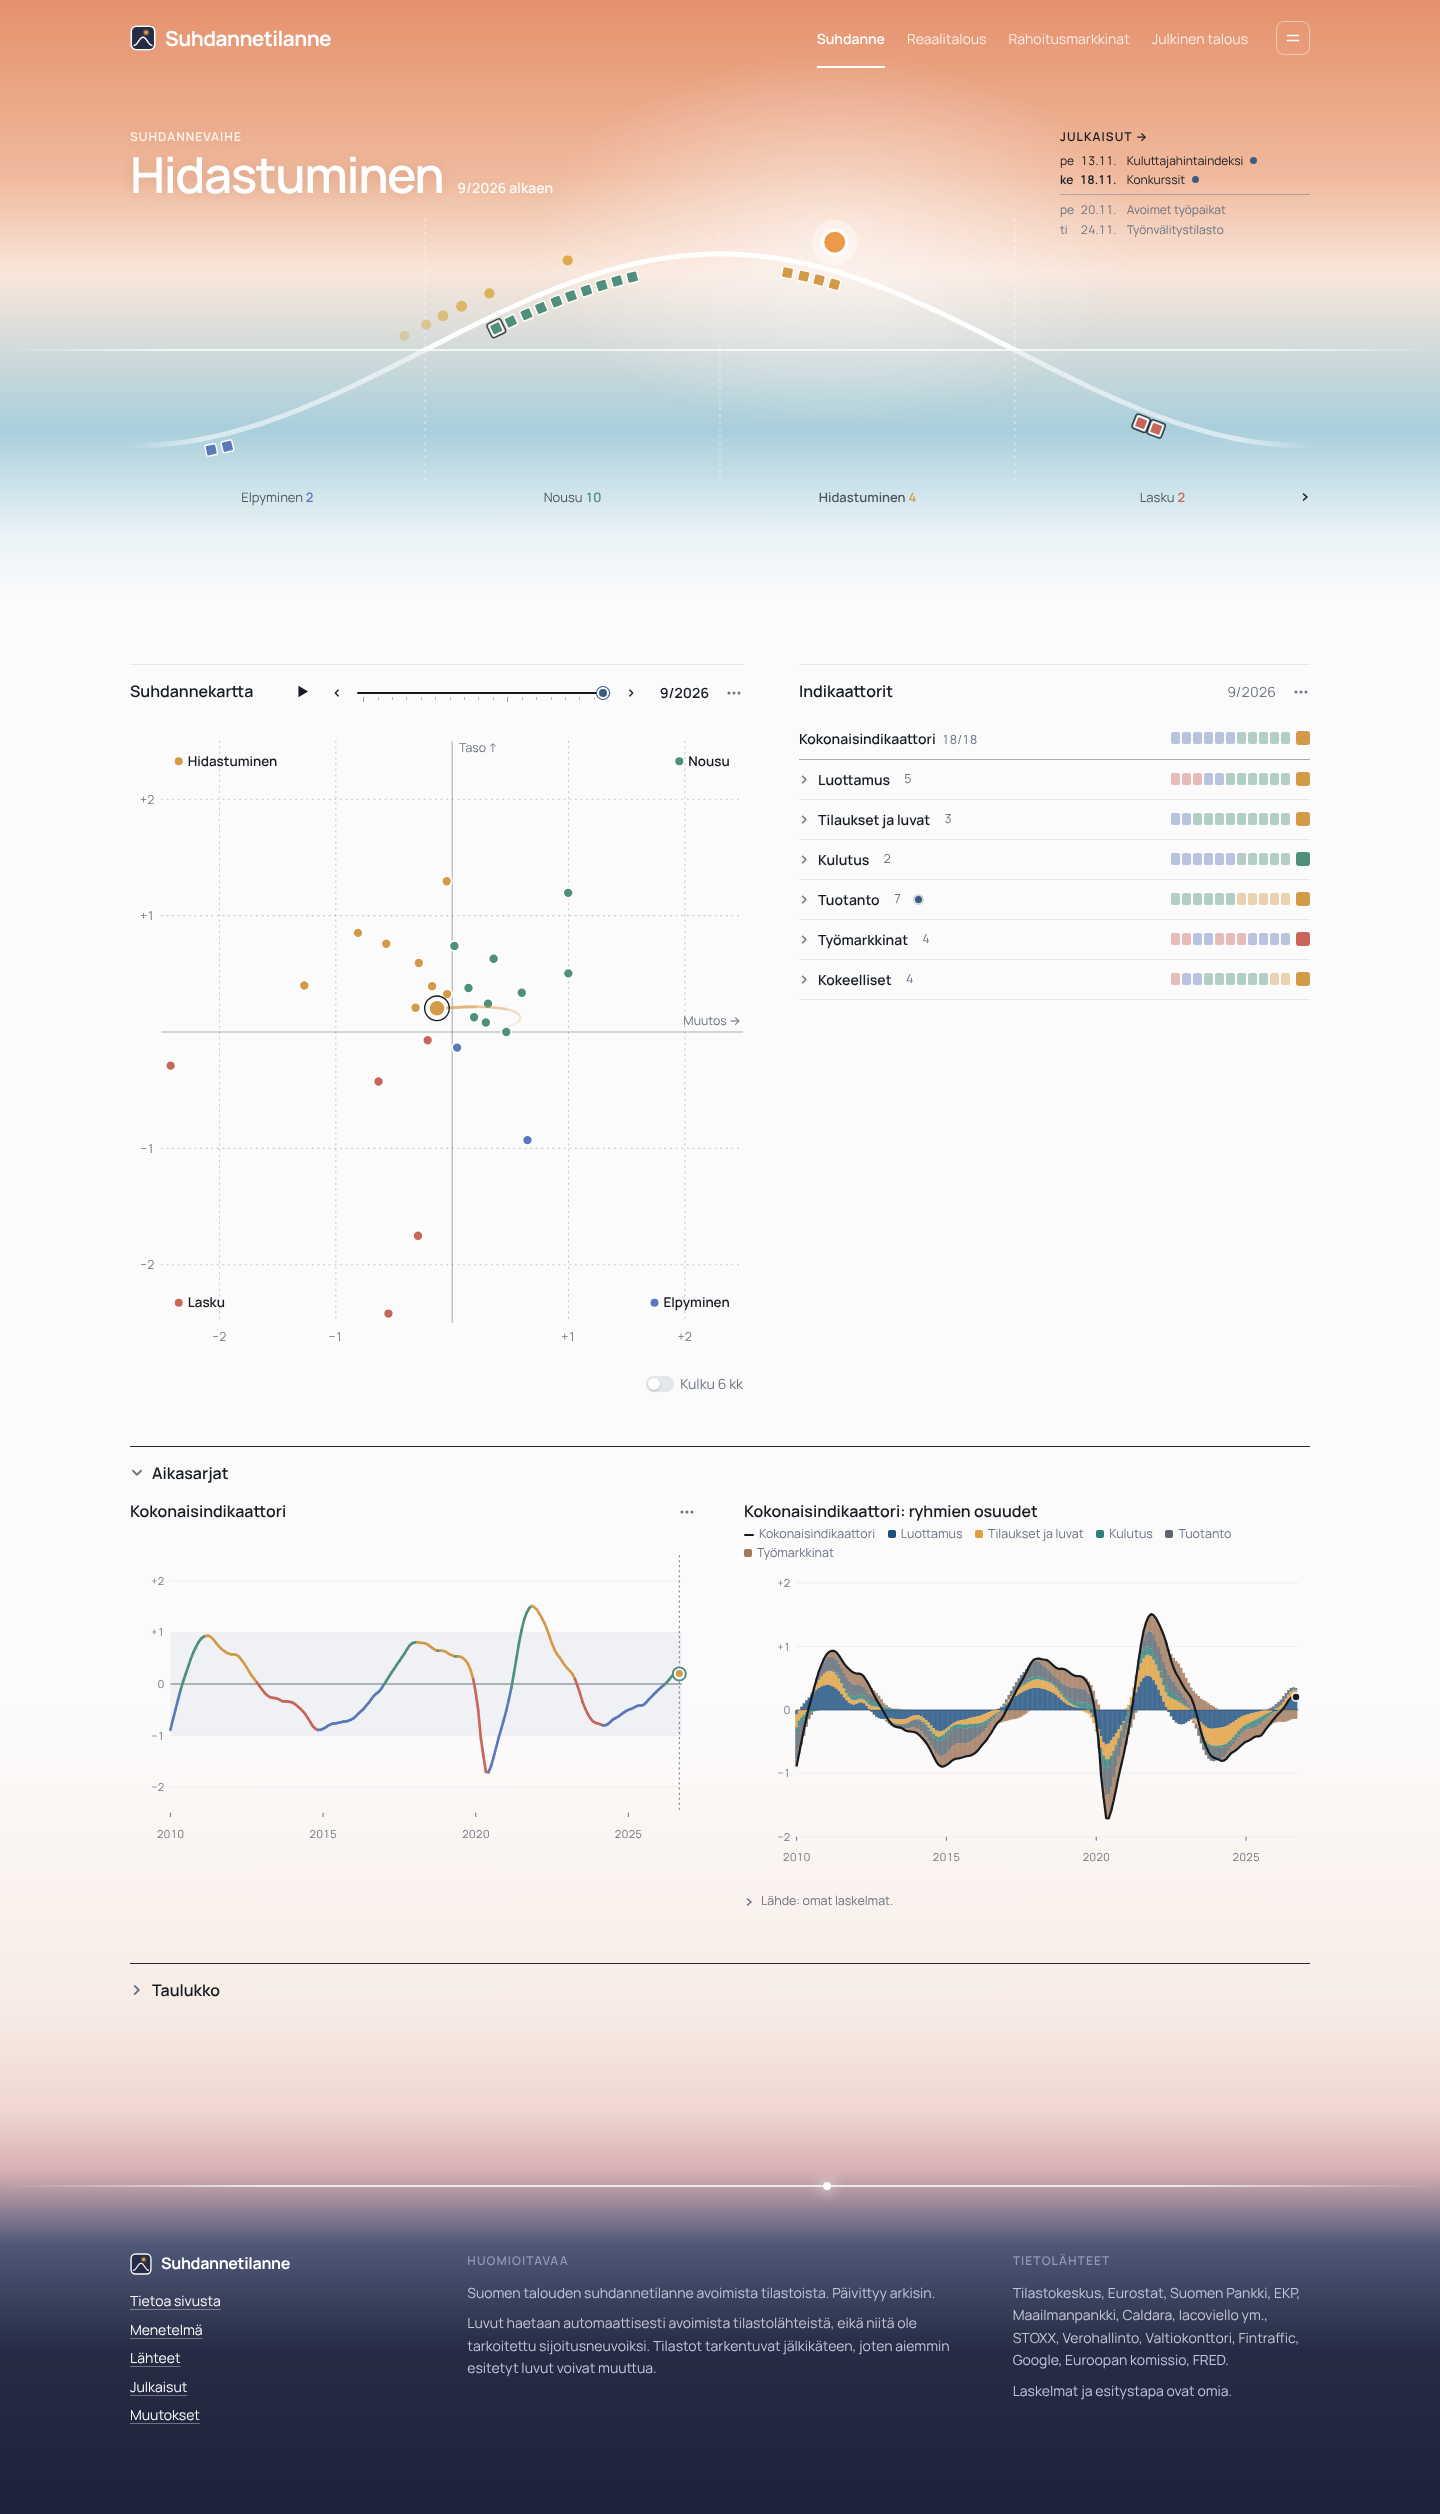 Suhdannetilanne
Suhdanne Reaalitalous Rahoitusmarkkinat Julkinen talous
SUHDANNEVAIHE
Hidastuminen 9/2026 alkaen
JULKAISUT →
pe 13.11. Kuluttajahintaindeksi
ke 18.11. Konkurssit
pe 20.11. Avoimet työpaikat
ti 24.11. Työnvälitystilasto
Elpyminen 2 Nousu 10 Hidastuminen 4 Lasku 2
Suhdannekartta 9/2026
Taso ↑
Hidastuminen Nousu
+2
+1
Muutos →
−1
−2
Lasku Elpyminen
−2 −1 +1 +2
Kulku 6 kk
Indikaattorit 9/2026
Kokonaisindikaattori 18/18
Luottamus 5
Tilaukset ja luvat 3
Kulutus 2
Tuotanto 7
Työmarkkinat 4
Kokeelliset 4
Aikasarjat
Kokonaisindikaattori
+2
+1
0
−1
−2
2010 2015 2020 2025
Kokonaisindikaattori: ryhmien osuudet
Kokonaisindikaattori Luottamus Tilaukset ja luvat Kulutus Tuotanto
Työmarkkinat
+2
+1
0
−1
−2
2010 2015 2020 2025
Lähde: omat laskelmat.
Taulukko
Suhdannetilanne
Tietoa sivusta
Menetelmä
Lähteet
Julkaisut
Muutokset
HUOMIOITAVAA
Suomen talouden suhdannetilanne avoimista tilastoista. Päivittyy arkisin.
Luvut haetaan automaattisesti avoimista tilastolähteistä, eikä niitä ole
tarkoitettu sijoitusneuvoiksi. Tilastot tarkentuvat jälkikäteen, joten aiemmin
esitetyt luvut voivat muuttua.
TIETOLÄHTEET
Tilastokeskus, Eurostat, Suomen Pankki, EKP,
Maailmanpankki, Caldara, Iacoviello ym.,
STOXX, Verohallinto, Valtiokonttori, Fintraffic,
Google, Euroopan komissio, FRED.
Laskelmat ja esitystapa ovat omia.